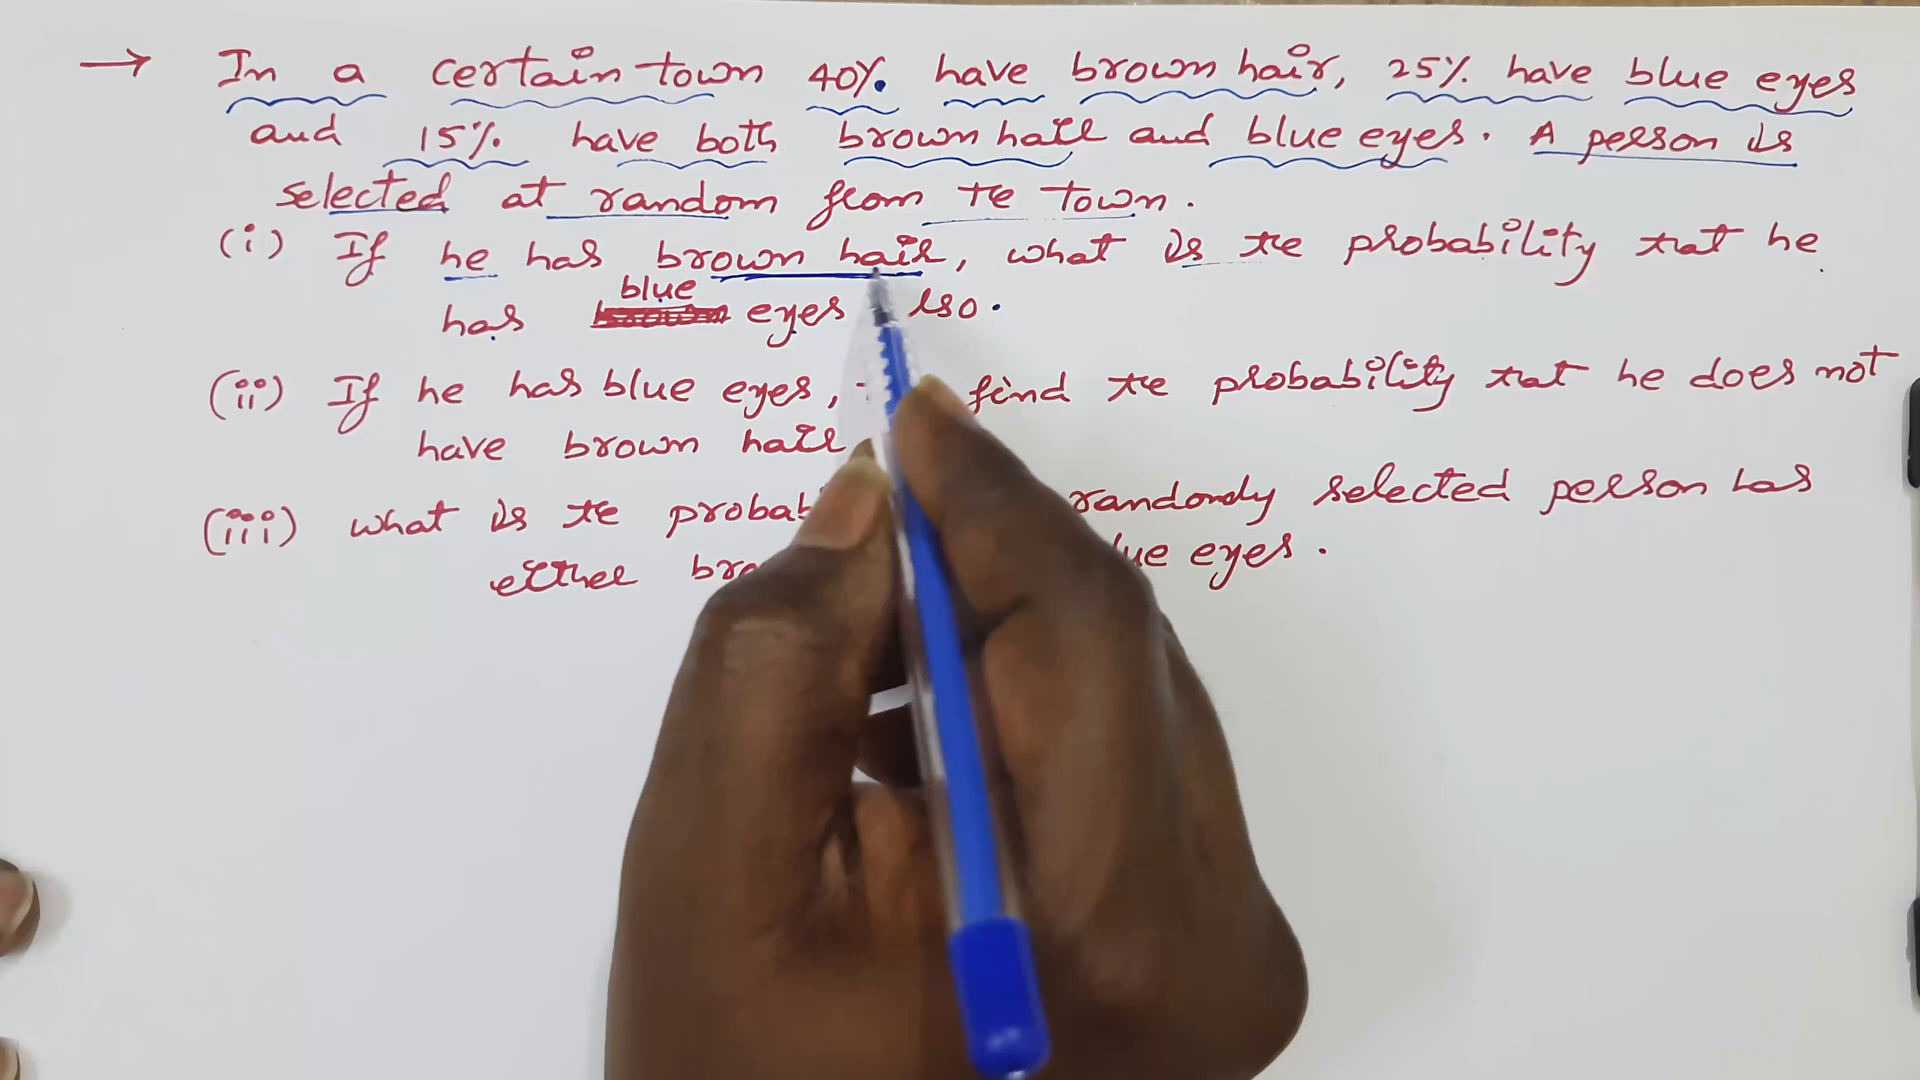 → In a certain town 40% have brown hair, 25% have blue eyes
and 15% have both brown hair and blue eyes. A person is
selected at random from the town.
(i) If he has brown hair, what is the probability that he
blue
has eyes lso.
(ii) If he has blue eyes, find the probability that he does not
have brown hair
(iii) what is the probab randomly selected person has
either bro lue eyes.